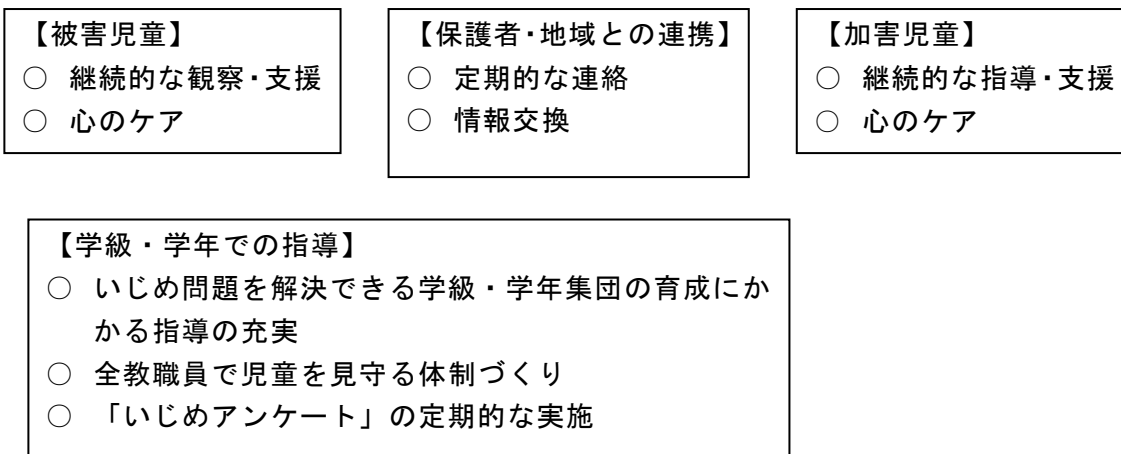 【被害児童】
○ 継続的な観察・支援
○ 心のケア
【保護者・地域との連携】
○ 定期的な連絡
○ 情報交換
【加害児童】
○ 継続的な指導・支援
○ 心のケア
【学級・学年での指導】
○ いじめ問題を解決できる学級・学年集団の育成にか
かる指導の充実
○ 全教職員で児童を見守る体制づくり
○ 「いじめアンケート」の定期的な実施